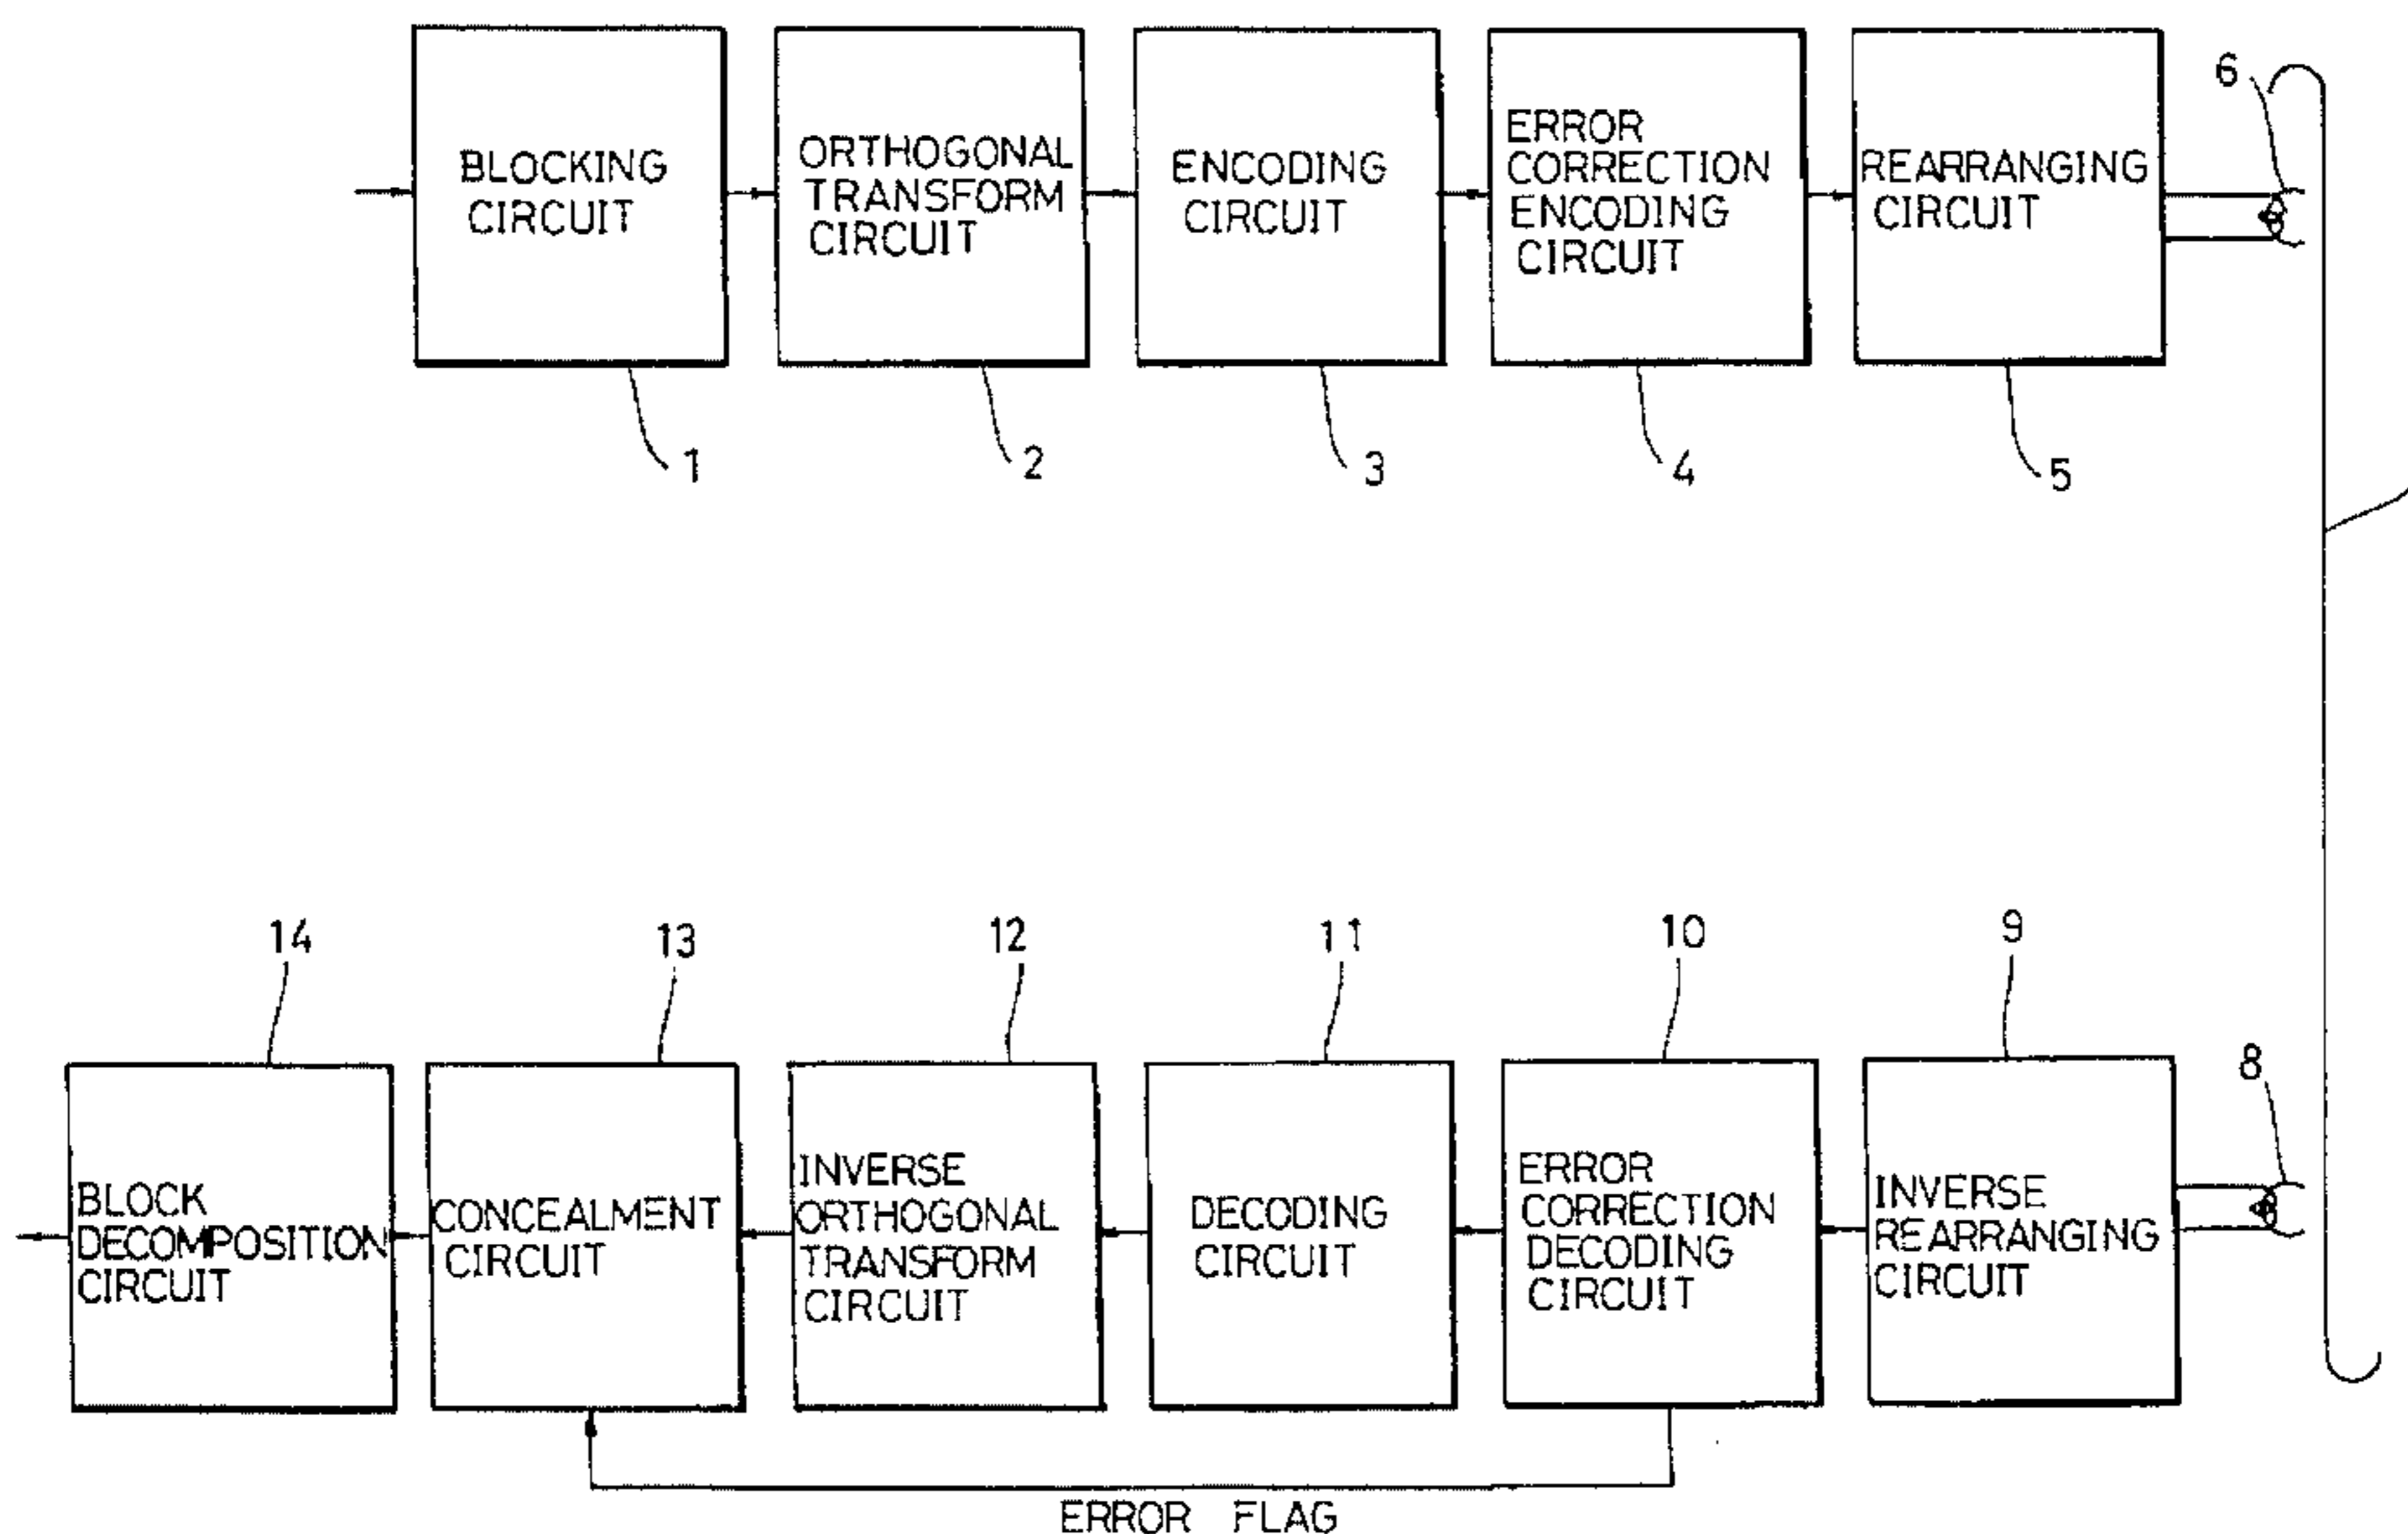 BLOCKING
CIRCUIT
ORTHOGONAL
TRANSFORM
CIRCUIT
ENCODING
CIRCUIT
ERROR
CORRECTION
ENCODING
CIRCUIT
REARRANGING
CIRCUIT
6
1
2
3
4
5
14
13
12
11
10
9
8
BLOCK
DECOMPOSITION
CIRCUIT
CONCEALMENT
CIRCUIT
INVERSE
ORTHOGONAL
TRANSFORM
CIRCUIT
DECODING
CIRCUIT
ERROR
CORRECTION
DECODING
CIRCUIT
INVERSE
REARRANGING
CIRCUIT
ERROR FLAG